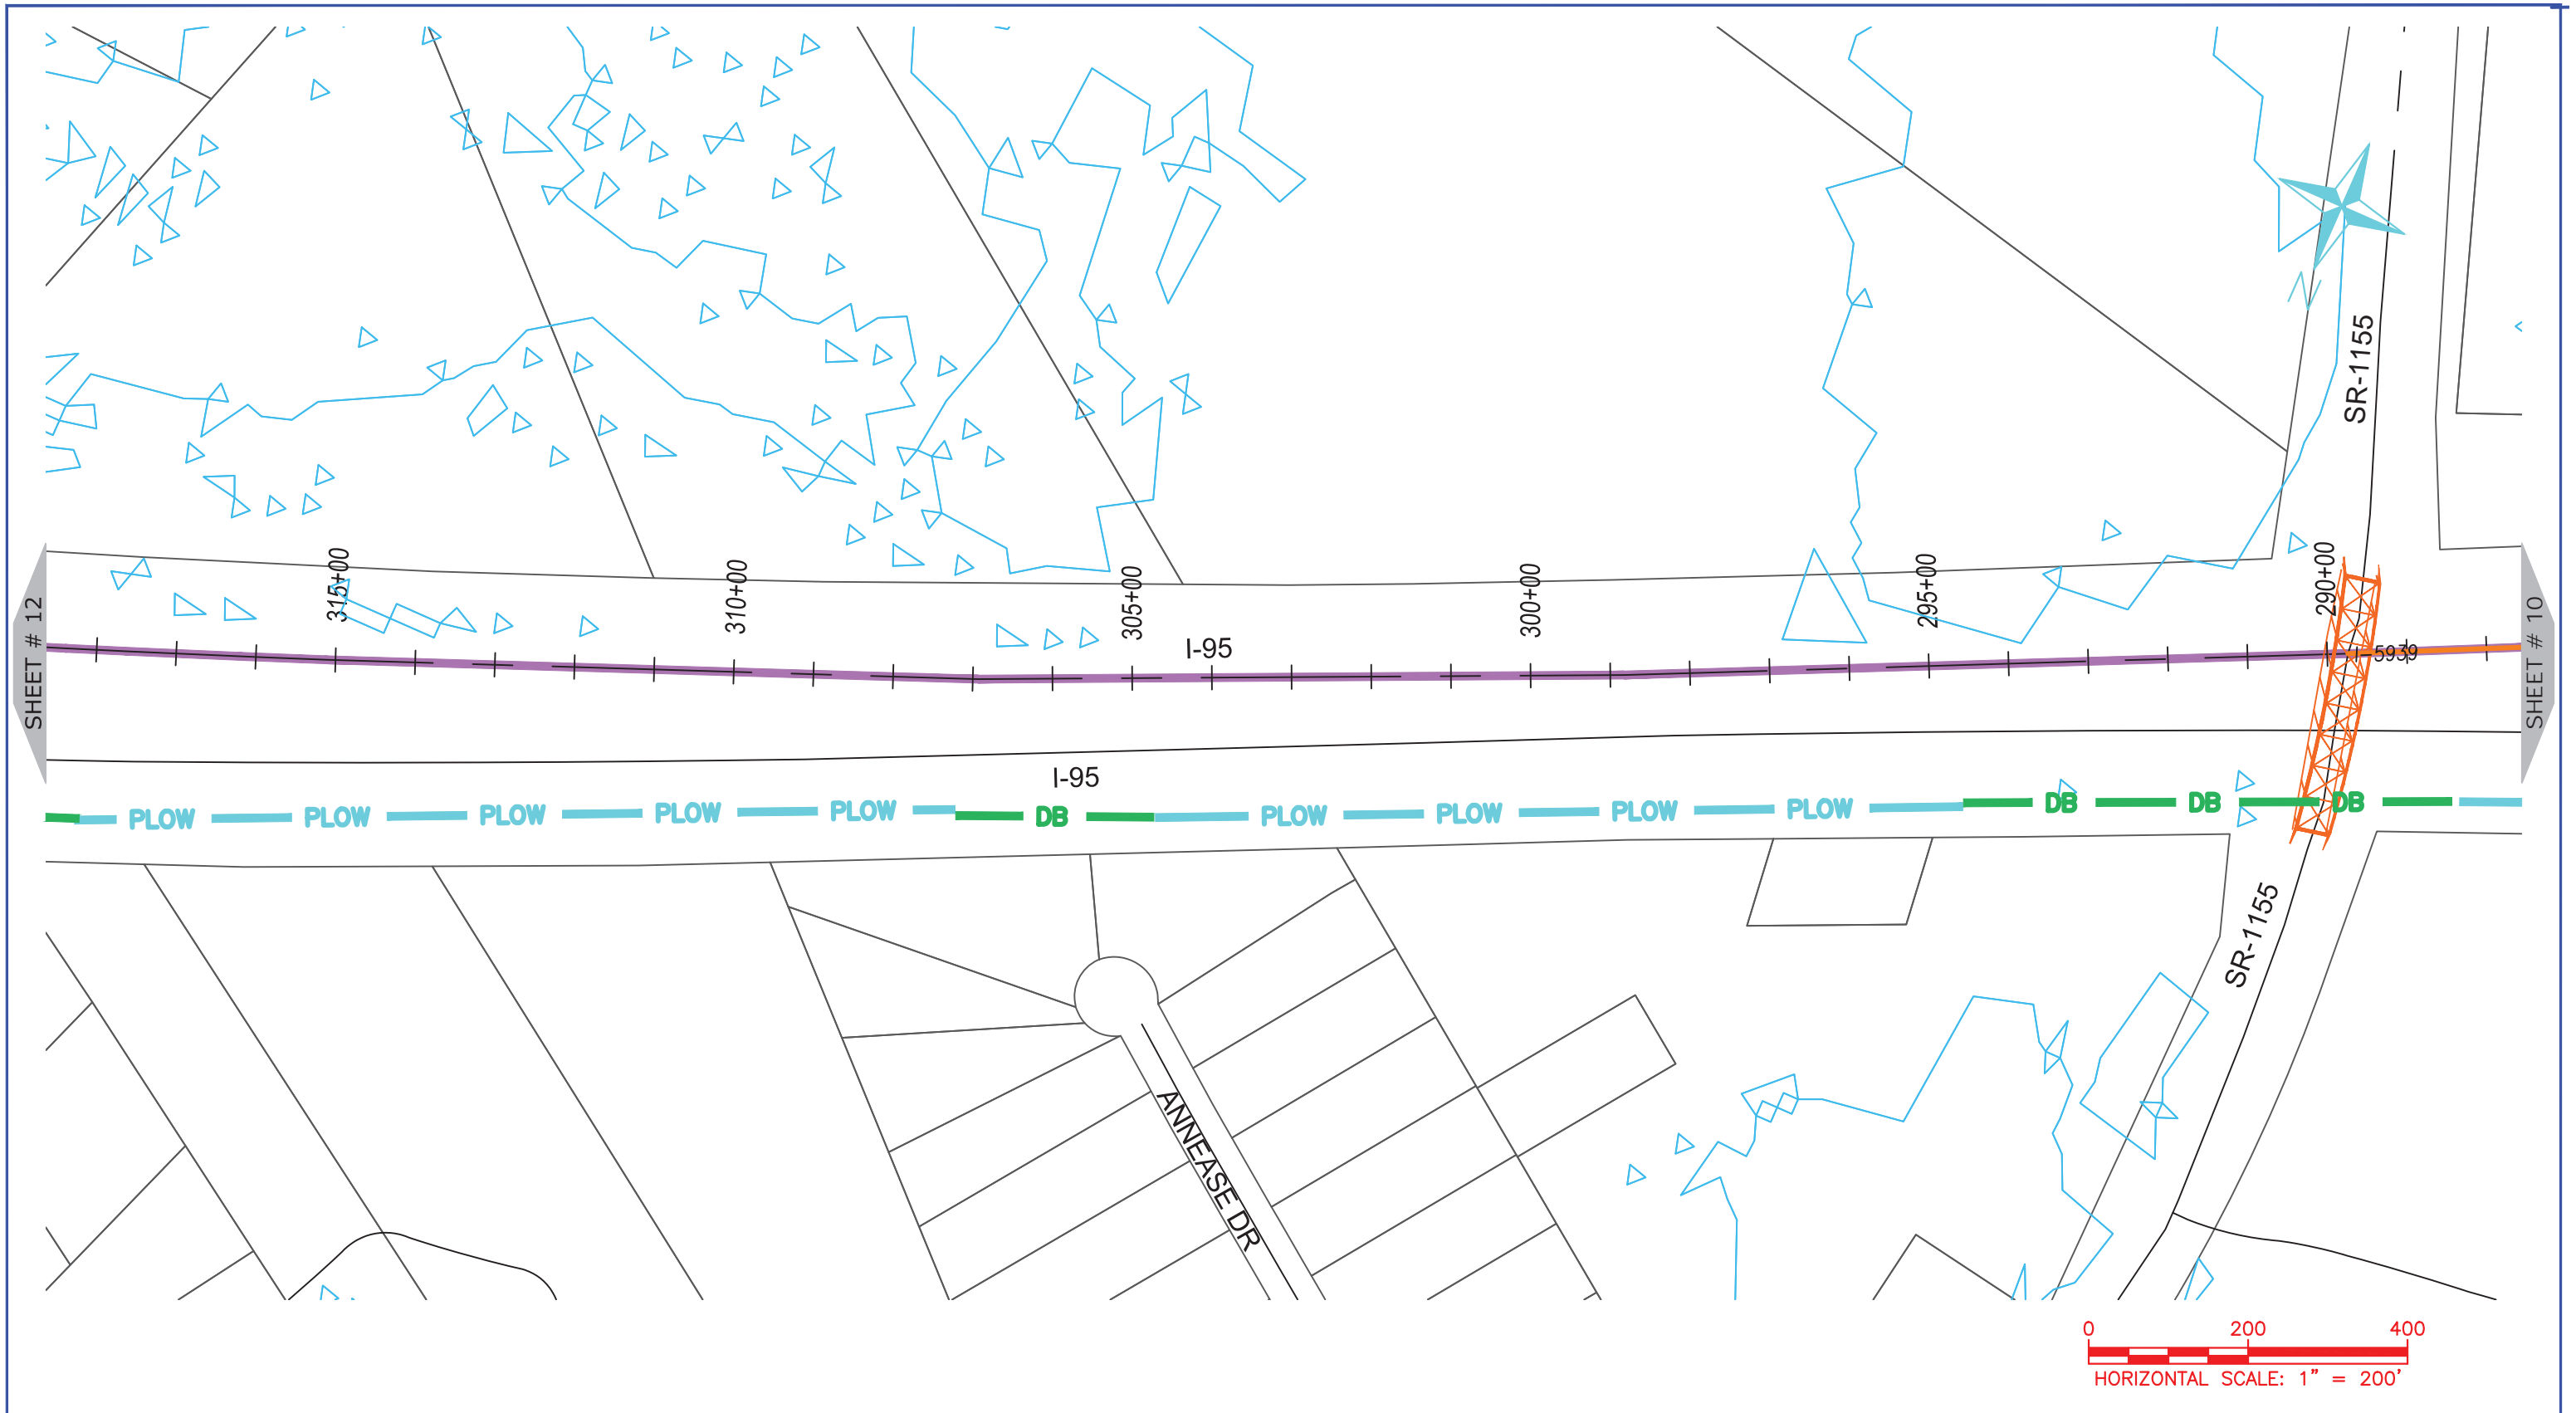 N
SR-1155
315+00
310+00
305+00
300+00
295+00
290+00
SHEET # 12
I-95
5939
SHEET # 10
I-95
PLOW PLOW PLOW PLOW PLOW DB PLOW PLOW PLOW PLOW DB DB DB
SR-1155
ANNEASE DR
0 200 400
HORIZONTAL SCALE: 1" = 200'